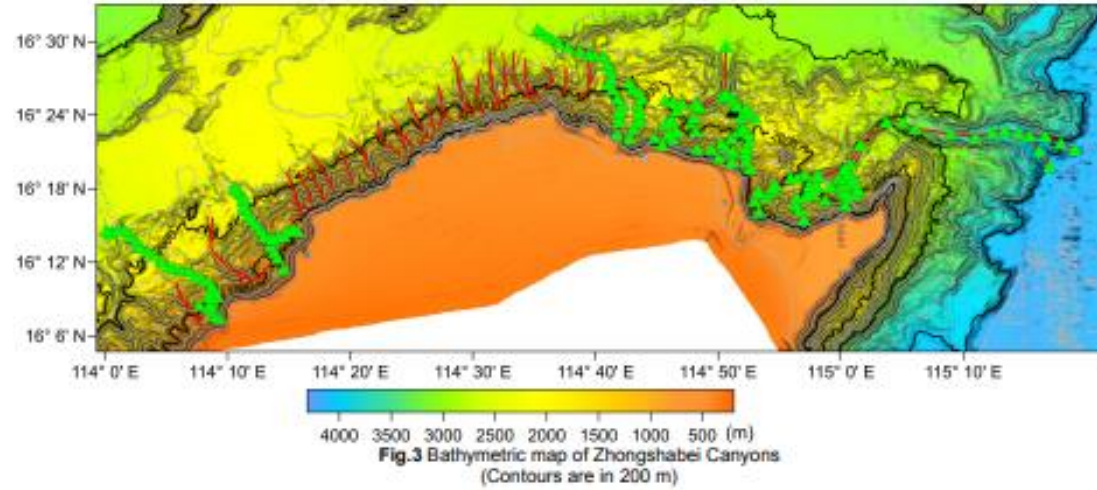 16° 30' N
16° 24' N
16° 18' N
16° 12' N
16° 6' N
114° 0' E 114° 10' E 114° 20' E 114° 30' E 114° 40' E 114° 50' E 115° 0' E 115° 10' E
4000 3500 3000 2500 2000 1500 1000 500 (m)
Fig.3 Bathymetric map of Zhongshabei Canyons
(Contours are in 200 m)